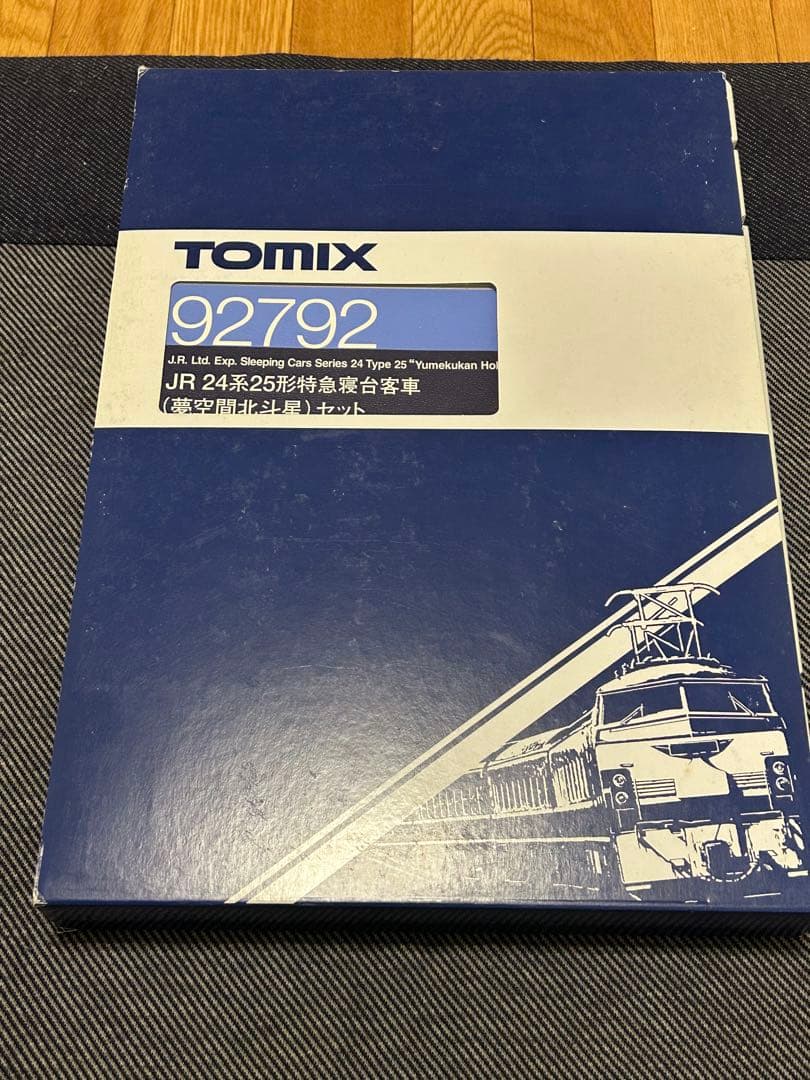 TOMIX
92792
J.R. Ltd. Exp. Sleeping Cars Series 24 Type 25 "Yumekukan Hol
JR 24系25形特急寝台客車
(夢空間北斗星)セット